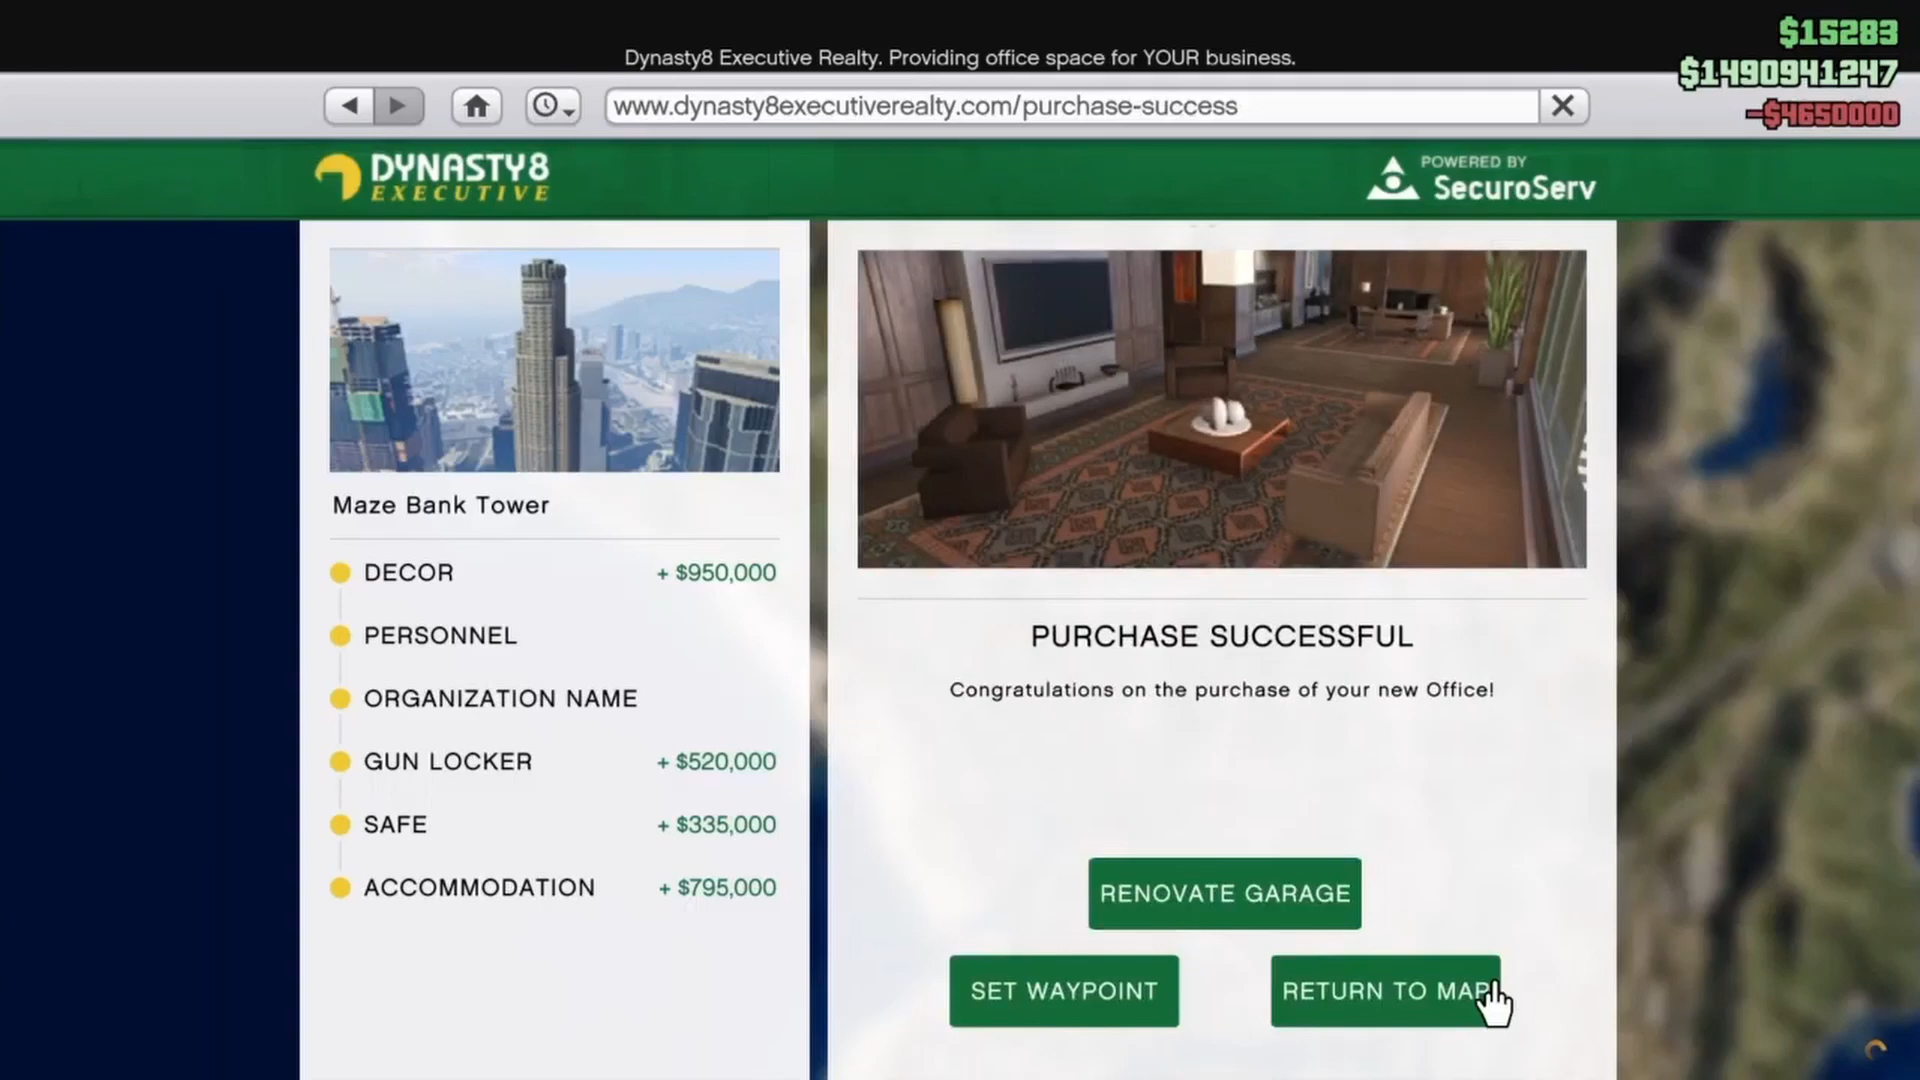 $15283
Dynasty8 Executive Realty. Providing office space for YOUR business.
$1490941247
www.dynasty8executiverealty.com/purchase-success
-$4650000
DYNASTY8
EXECUTIVE
POWERED BY
SecuroServ
Maze Bank Tower
DECOR + $950,000
PERSONNEL
ORGANIZATION NAME
GUN LOCKER + $520,000
SAFE + $335,000
ACCOMMODATION + $795,000
PURCHASE SUCCESSFUL
Congratulations on the purchase of your new Office!
RENOVATE GARAGE
SET WAYPOINT
RETURN TO MAP